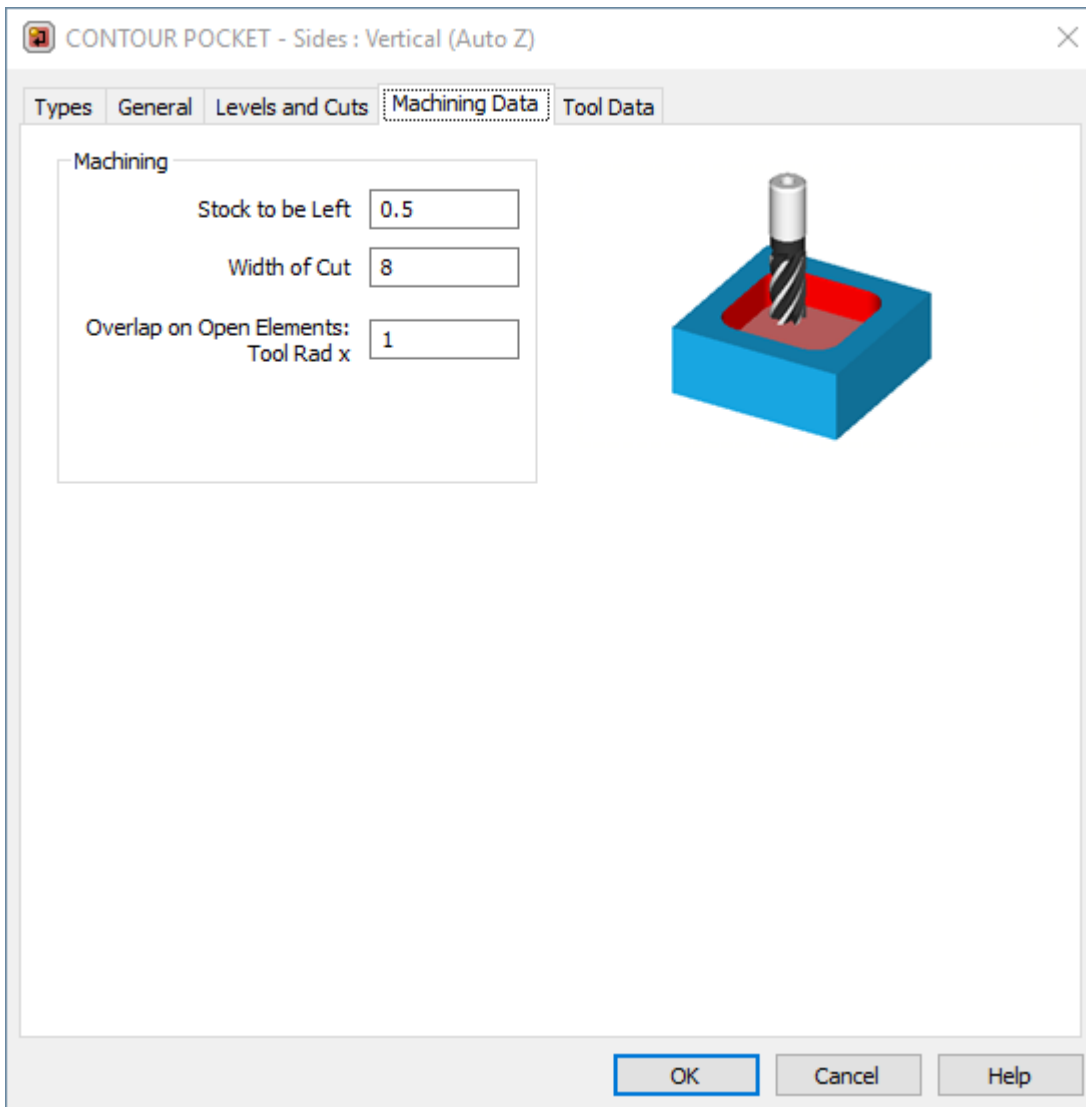 CONTOUR POCKET - Sides : Vertical (Auto Z)
Types General Levels and Cuts Machining Data Tool Data
Machining
Stock to be Left 0.5
Width of Cut 8
Overlap on Open Elements:
Tool Rad x 1
OK Cancel Help